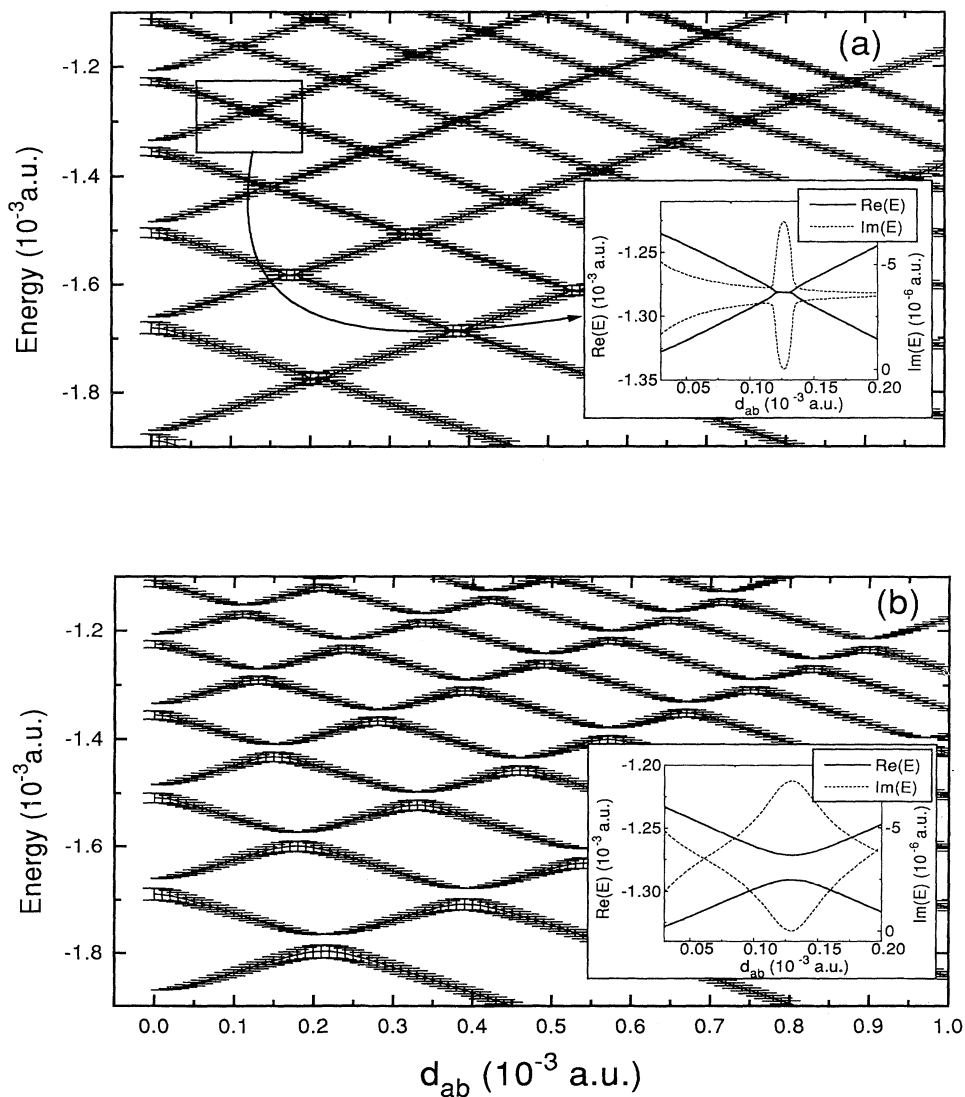 (a)
-1.2
-1.4
-1.6
-1.8
Energy (10⁻³a.u.)
Re(E)
Im(E)
-1.25
-1.30
-1.35
Re(E) (10⁻³ a.u.)
-5
0
Im(E) (10⁻⁶ a.u.)
0.05 0.10 0.15 0.20
d_ab (10⁻³ a.u.)
(b)
-1.2
-1.4
-1.6
-1.8
Energy (10⁻³a.u.)
Re(E)
Im(E)
-1.20
-1.25
-1.30
Re(E) (10⁻³ a.u.)
-5
0
Im(E) (10⁻⁶ a.u.)
0.05 0.10 0.15 0.20
d_ab (10⁻³ a.u.)
0.0 0.1 0.2 0.3 0.4 0.5 0.6 0.7 0.8 0.9 1.0
d_ab (10⁻³ a.u.)